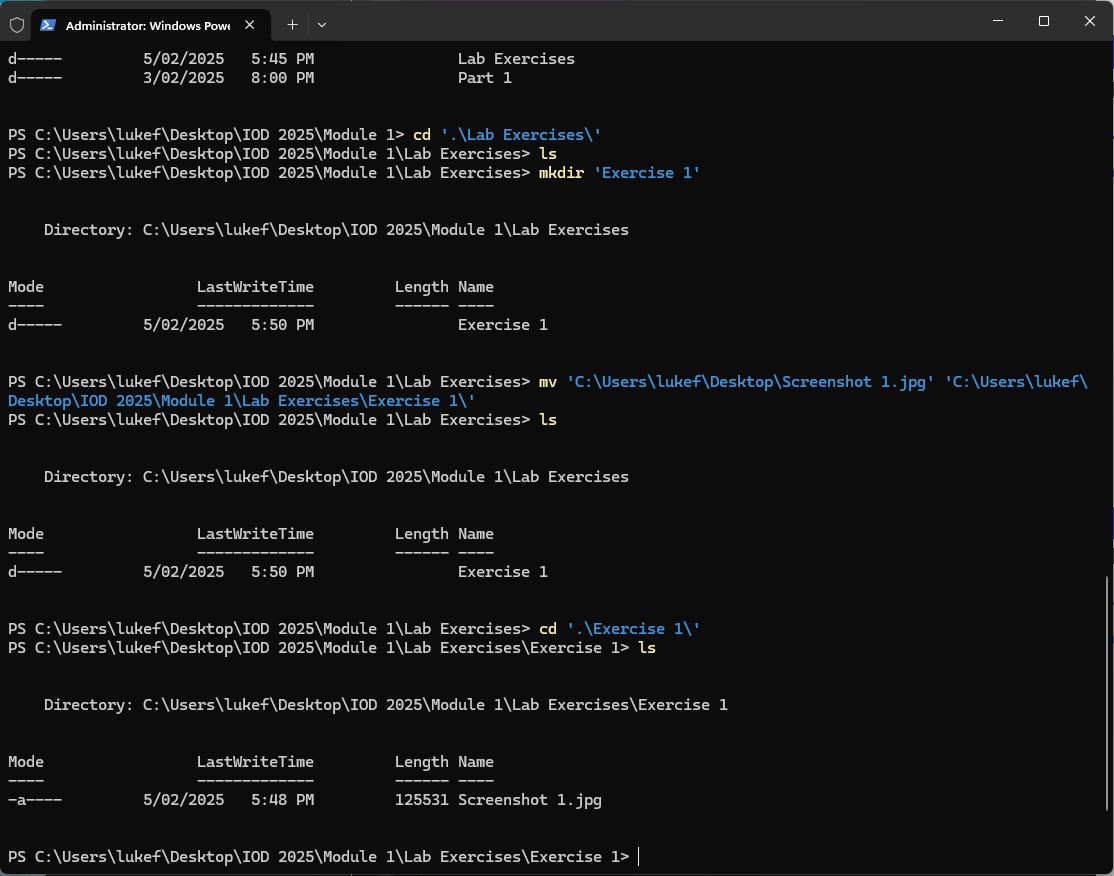 Administrator: Windows Powe
d-----         5/02/2025   5:45 PM                Lab Exercises
d-----         3/02/2025   8:00 PM                Part 1
PS C:\Users\lukef\Desktop\IOD 2025\Module 1> cd '.\Lab Exercises\'
PS C:\Users\lukef\Desktop\IOD 2025\Module 1\Lab Exercises> ls
PS C:\Users\lukef\Desktop\IOD 2025\Module 1\Lab Exercises> mkdir 'Exercise 1'
Directory: C:\Users\lukef\Desktop\IOD 2025\Module 1\Lab Exercises
Mode                 LastWriteTime         Length Name
----                 -------------         ------ ----
d-----         5/02/2025   5:50 PM                Exercise 1
PS C:\Users\lukef\Desktop\IOD 2025\Module 1\Lab Exercises> mv 'C:\Users\lukef\Desktop\Screenshot 1.jpg' 'C:\Users\lukef\
Desktop\IOD 2025\Module 1\Lab Exercises\Exercise 1\'
PS C:\Users\lukef\Desktop\IOD 2025\Module 1\Lab Exercises> ls
Directory: C:\Users\lukef\Desktop\IOD 2025\Module 1\Lab Exercises
Mode                 LastWriteTime         Length Name
----                 -------------         ------ ----
d-----         5/02/2025   5:50 PM                Exercise 1
PS C:\Users\lukef\Desktop\IOD 2025\Module 1\Lab Exercises> cd '.\Exercise 1\'
PS C:\Users\lukef\Desktop\IOD 2025\Module 1\Lab Exercises\Exercise 1> ls
Directory: C:\Users\lukef\Desktop\IOD 2025\Module 1\Lab Exercises\Exercise 1
Mode                 LastWriteTime         Length Name
----                 -------------         ------ ----
-a----         5/02/2025   5:48 PM         125531 Screenshot 1.jpg
PS C:\Users\lukef\Desktop\IOD 2025\Module 1\Lab Exercises\Exercise 1>